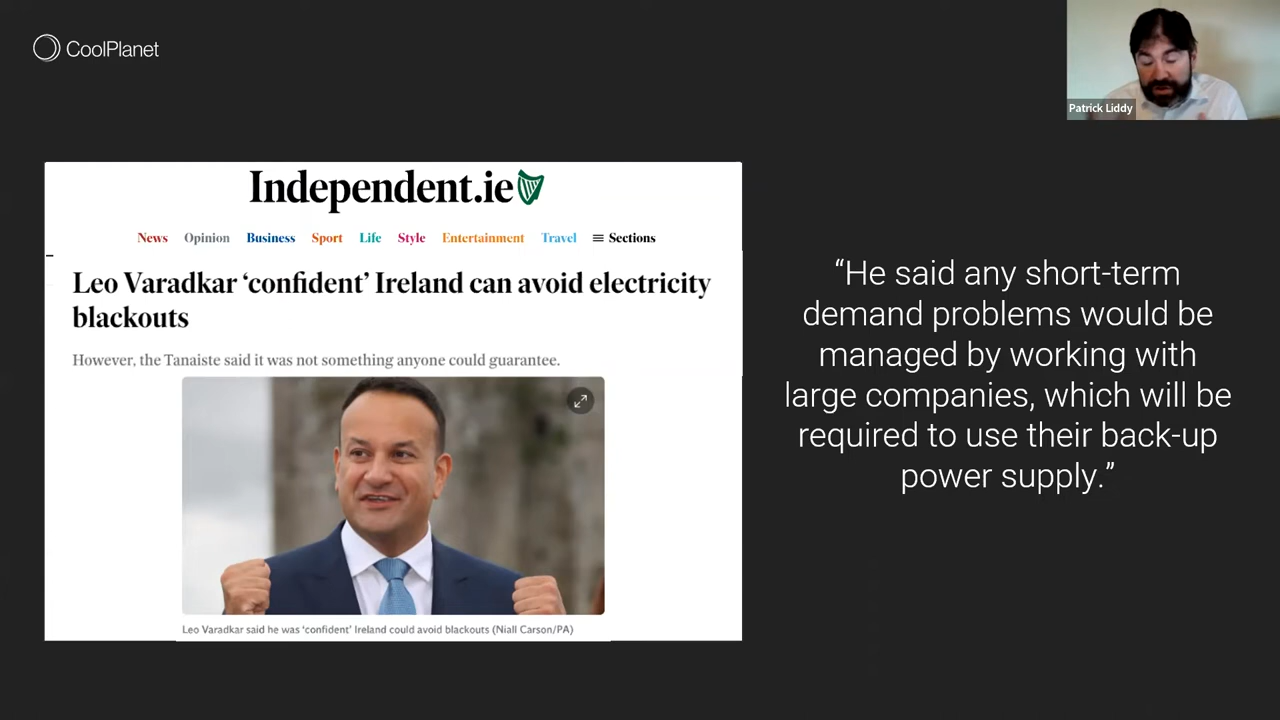 CoolPlanet
Patrick Liddy
Independent.ie
News Opinion Business Sport Life Style Entertainment Travel Sections
Leo Varadkar ‘confident’ Ireland can avoid electricity
blackouts
However, the Tanaiste said it was not something anyone could guarantee.
Leo Varadkar said he was ‘confident’ Ireland could avoid blackouts (Niall Carson/PA)
“He said any short-term
demand problems would be
managed by working with
large companies, which will be
required to use their back-up
power supply.”